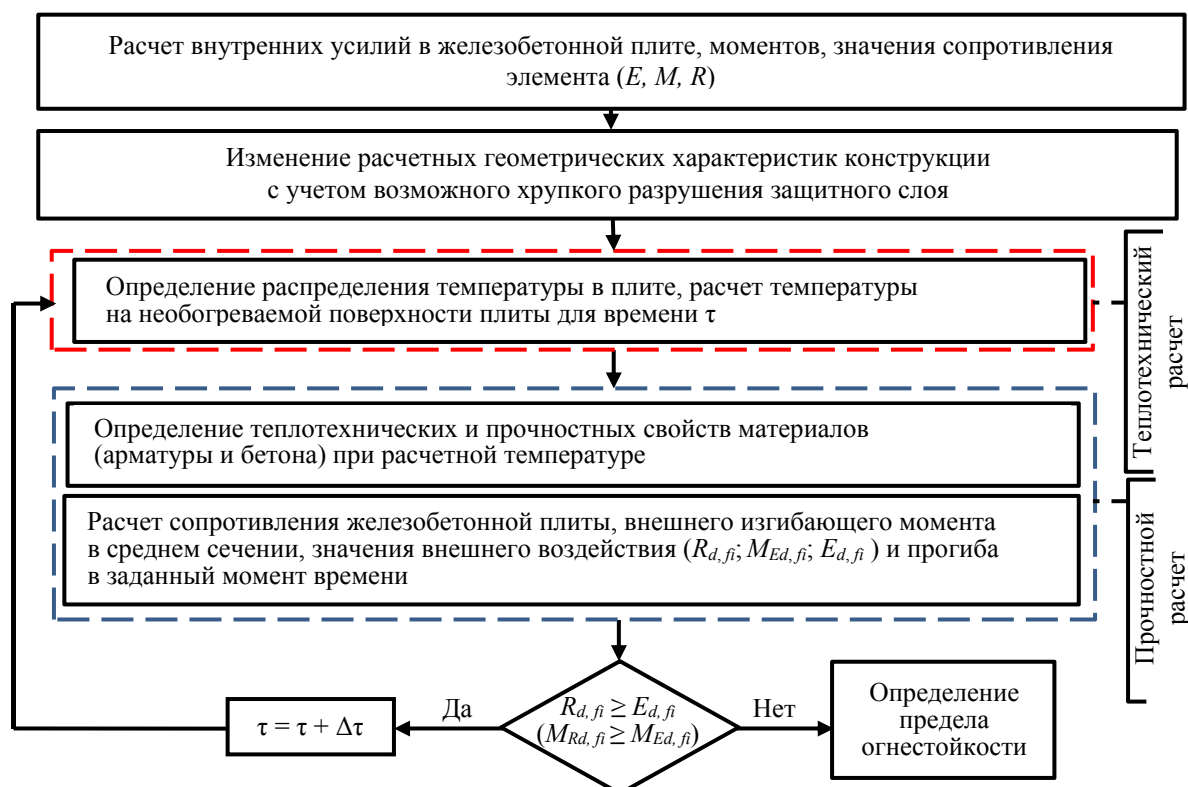 Расчет внутренних усилий в железобетонной плите, моментов, значения сопротивления
элемента (E, M, R)
Изменение расчетных геометрических характеристик конструкции
с учетом возможного хрупкого разрушения защитного слоя
Определение распределения температуры в плите, расчет температуры
на необогреваемой поверхности плиты для времени τ
Теплотехнический
расчет
Определение теплотехнических и прочностных свойств материалов
(арматуры и бетона) при расчетной температуре
Расчет сопротивления железобетонной плиты, внешнего изгибающего момента
в среднем сечении, значения внешнего воздействия (Rd, fi; MEd, fi; Ed, fi ) и прогиба
в заданный момент времени
Прочностной
расчет
τ = τ + Δτ
Да
Rd, fi ≥ Ed, fi
(MRd, fi ≥ MEd, fi)
Нет
Определение
предела
огнестойкости